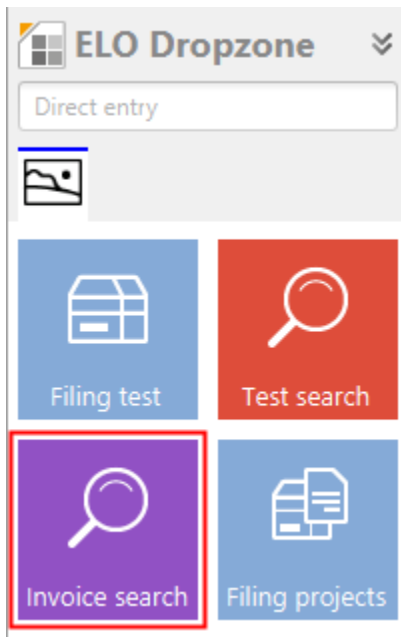 ELO Dropzone
Direct entry
Filing test
Test search
Invoice search
Filing projects